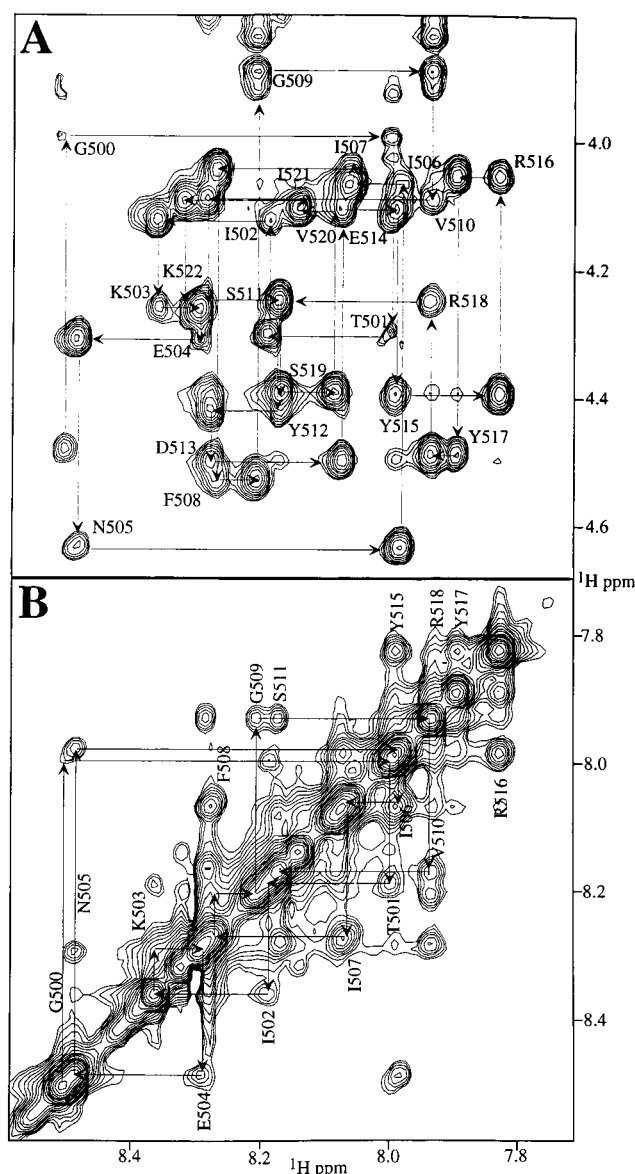 A
G509
4.0
G500
I507
I506
R516
I521
I502
V520
E514
V510
4.2
K522
K503
S511
R518
T501
E504
S519
4.4
Y512
Y515
D513
Y517
F508
N505
4.6
¹H ppm
B
Y515
R518
Y517
7.8
G509
S511
8.0
F508
I506
R516
N505
V510
K503
T501
8.2
G500
I507
I502
8.4
E504
8.4
8.2
8.0
7.8
¹H ppm